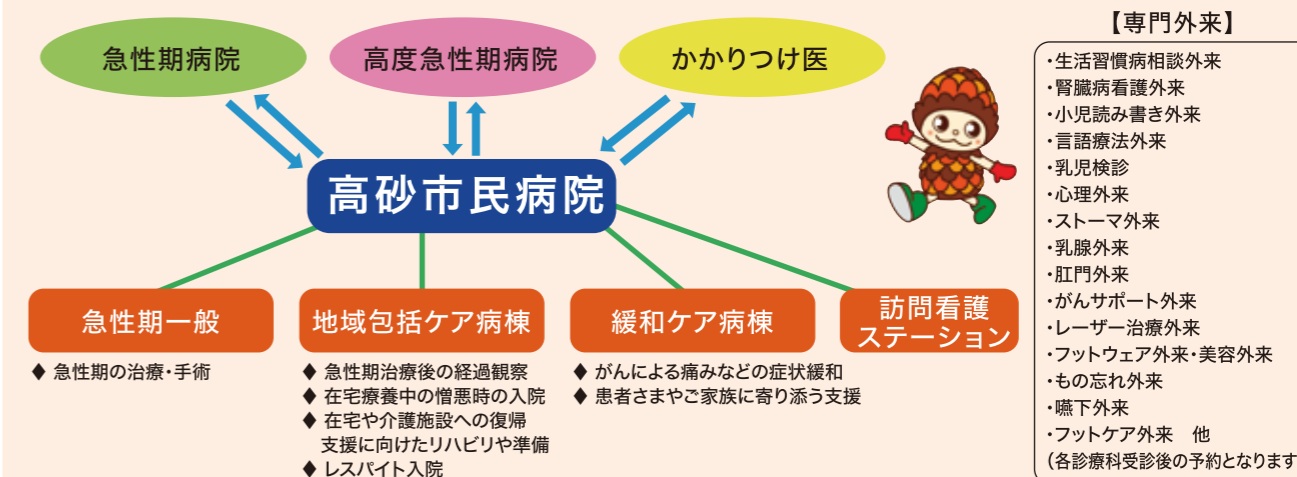 急性期病院
高度急性期病院
かかりつけ医
高砂市民病院
急性期一般
◆ 急性期の治療・手術
地域包括ケア病棟
◆ 急性期治療後の経過観察
◆ 在宅療養中の憎悪時の入院
◆ 在宅や介護施設への復帰
支援に向けたリハビリや準備
◆ レスパイト入院
緩和ケア病棟
◆ がんによる痛みなどの症状緩和
◆ 患者さまやご家族に寄り添う支援
訪問看護
ステーション
【専門外来】
・生活習慣病相談外来
・腎臓病看護外来
・小児読み書き外来
・言語療法外来
・乳児検診
・心理外来
・ストーマ外来
・乳腺外来
・肛門外来
・がんサポート外来
・レーザー治療外来
・フットウェア外来・美容外来
・もの忘れ外来
・嚥下外来
・フットケア外来　他
（各診療科受診後の予約となります